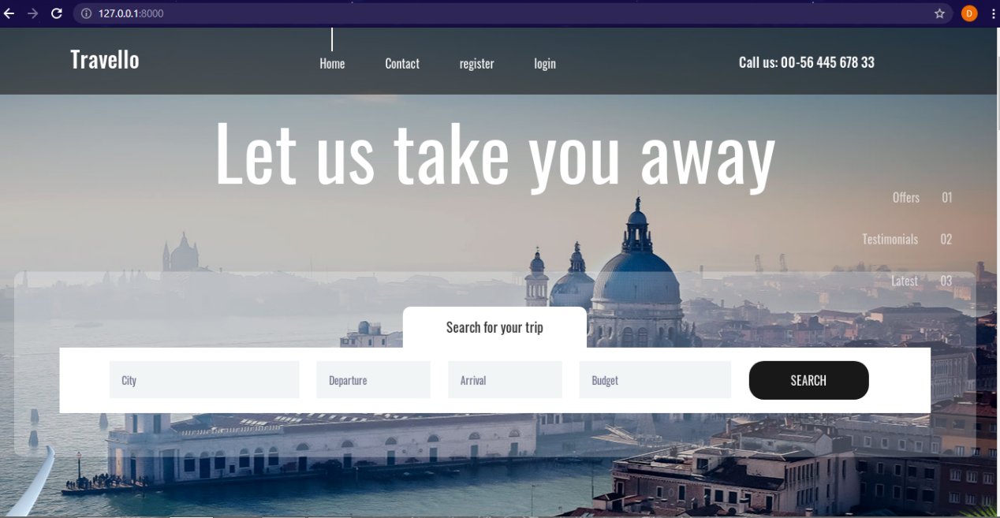 127.0.0.1:8000
D
Travello
Home Contact register login
Call us: 00-56 445 678 33
Let us take you away
Offers 01
Testimonials 02
Latest 03
Search for your trip
City Departure Arrival Budget SEARCH